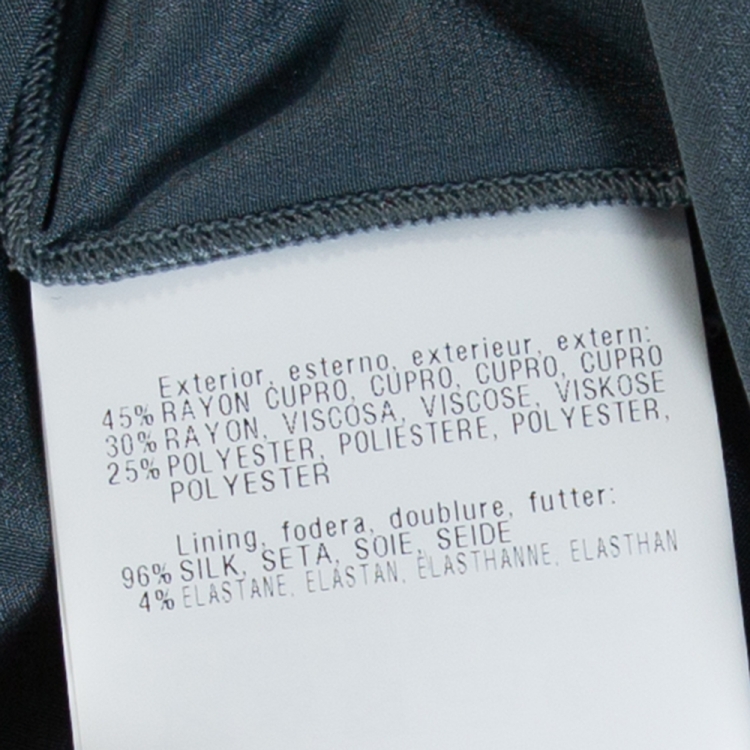 Exterior, esterno, exterieur, extern:
45% RAYON CUPRO, CUPRO, CUPRO, CUPRO
30% RAYON, VISCOSA, VISCOSE, VISKOSE
25% POLYESTER, POLIESTERE, POLYESTER,
POLYESTER
Lining, fodera, doublure, futter:
96% SILK, SETA, SOIE, SEIDE
4% ELASTANE, ELASTAN, ELASTHANNE, ELASTHAN